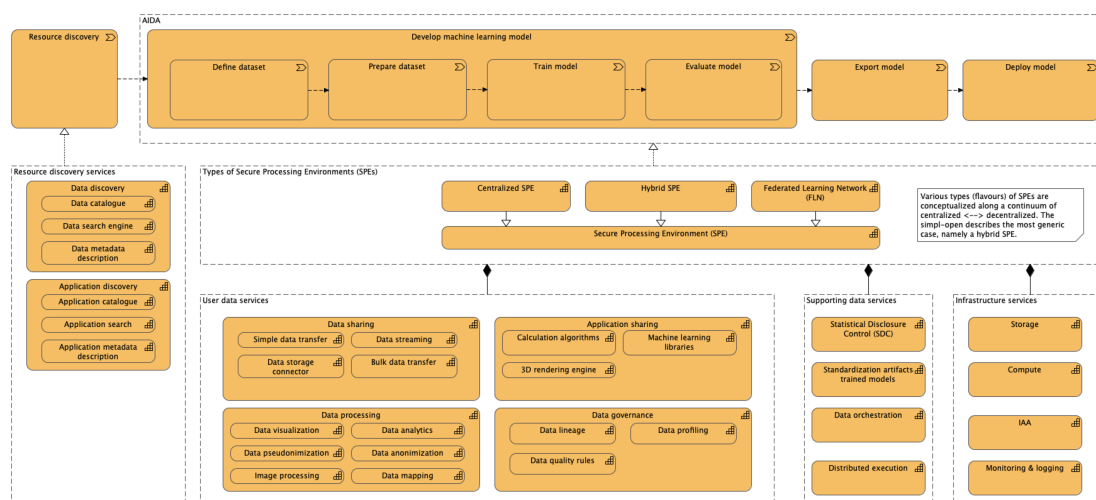 AIDA
Resource discovery
Develop machine learning model
Define dataset
Prepare dataset
Train model
Evaluate model
Export model
Deploy model
Resource discovery services
Data discovery
Data catalogue
Data search engine
Data metadata
description
Application discovery
Application catalogue
Application search
Application metadata
description
Types of Secure Processing Environments (SPEs)
Centralized SPE
Hybrid SPE
Federated Learning Network
(FLN)
Secure Processing Environment (SPE)
Various types (flavours) of SPEs are
conceptualized along a continuum of
centralized <--> decentralized. The
simpl-open describes the most generic
case, namely a hybrid SPE.
User data services
Data sharing
Simple data transfer
Data streaming
Data storage
connector
Bulk data transfer
Application sharing
Calculation algorithms
Machine learning
libraries
3D rendering engine
Data processing
Data visualization
Data analytics
Data pseudonimization
Data anonimization
Image processing
Data mapping
Data governance
Data lineage
Data profiling
Data quality rules
Supporting data services
Statistical Disclosure
Control (SDC)
Standardization artifacts
trained models
Data orchestration
Distributed execution
Infrastructure services
Storage
Compute
IAA
Monitoring & logging